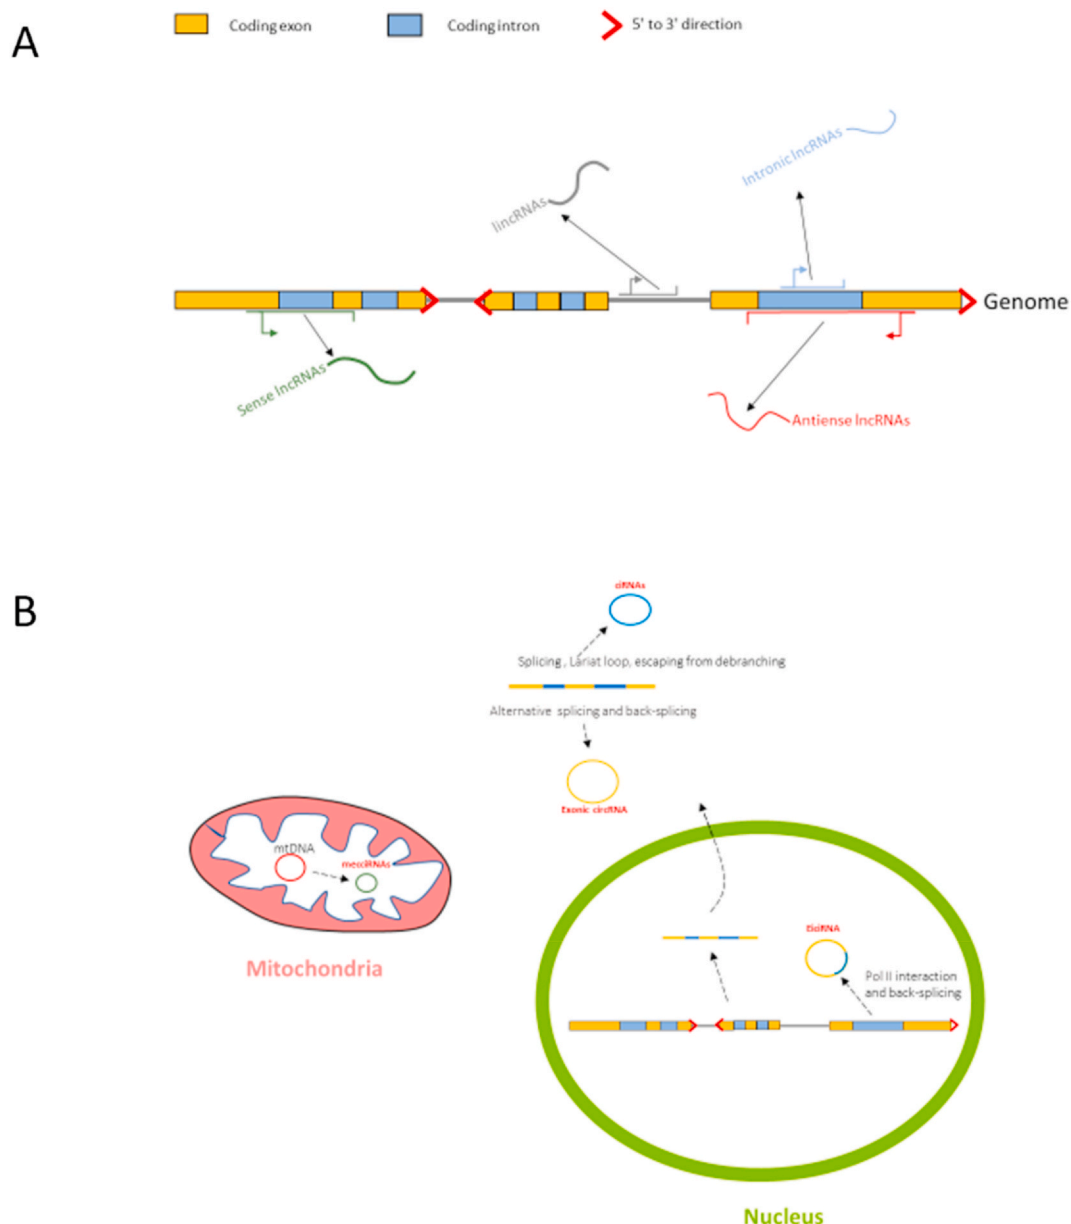 A
Coding exon
Coding intron
5' to 3' direction
Intronic lncRNAs
lincRNAs
Genome
Sense lncRNAs
Antiense lncRNAs
B
ciRNAs
Splicing , Lariat loop, escaping from debranching
Alternative splicing and back-splicing
Exonic circRNA
mtDNA
mecciRNAs
Mitochondria
EIciRNA
Pol II interaction
and back-splicing
Nucleus